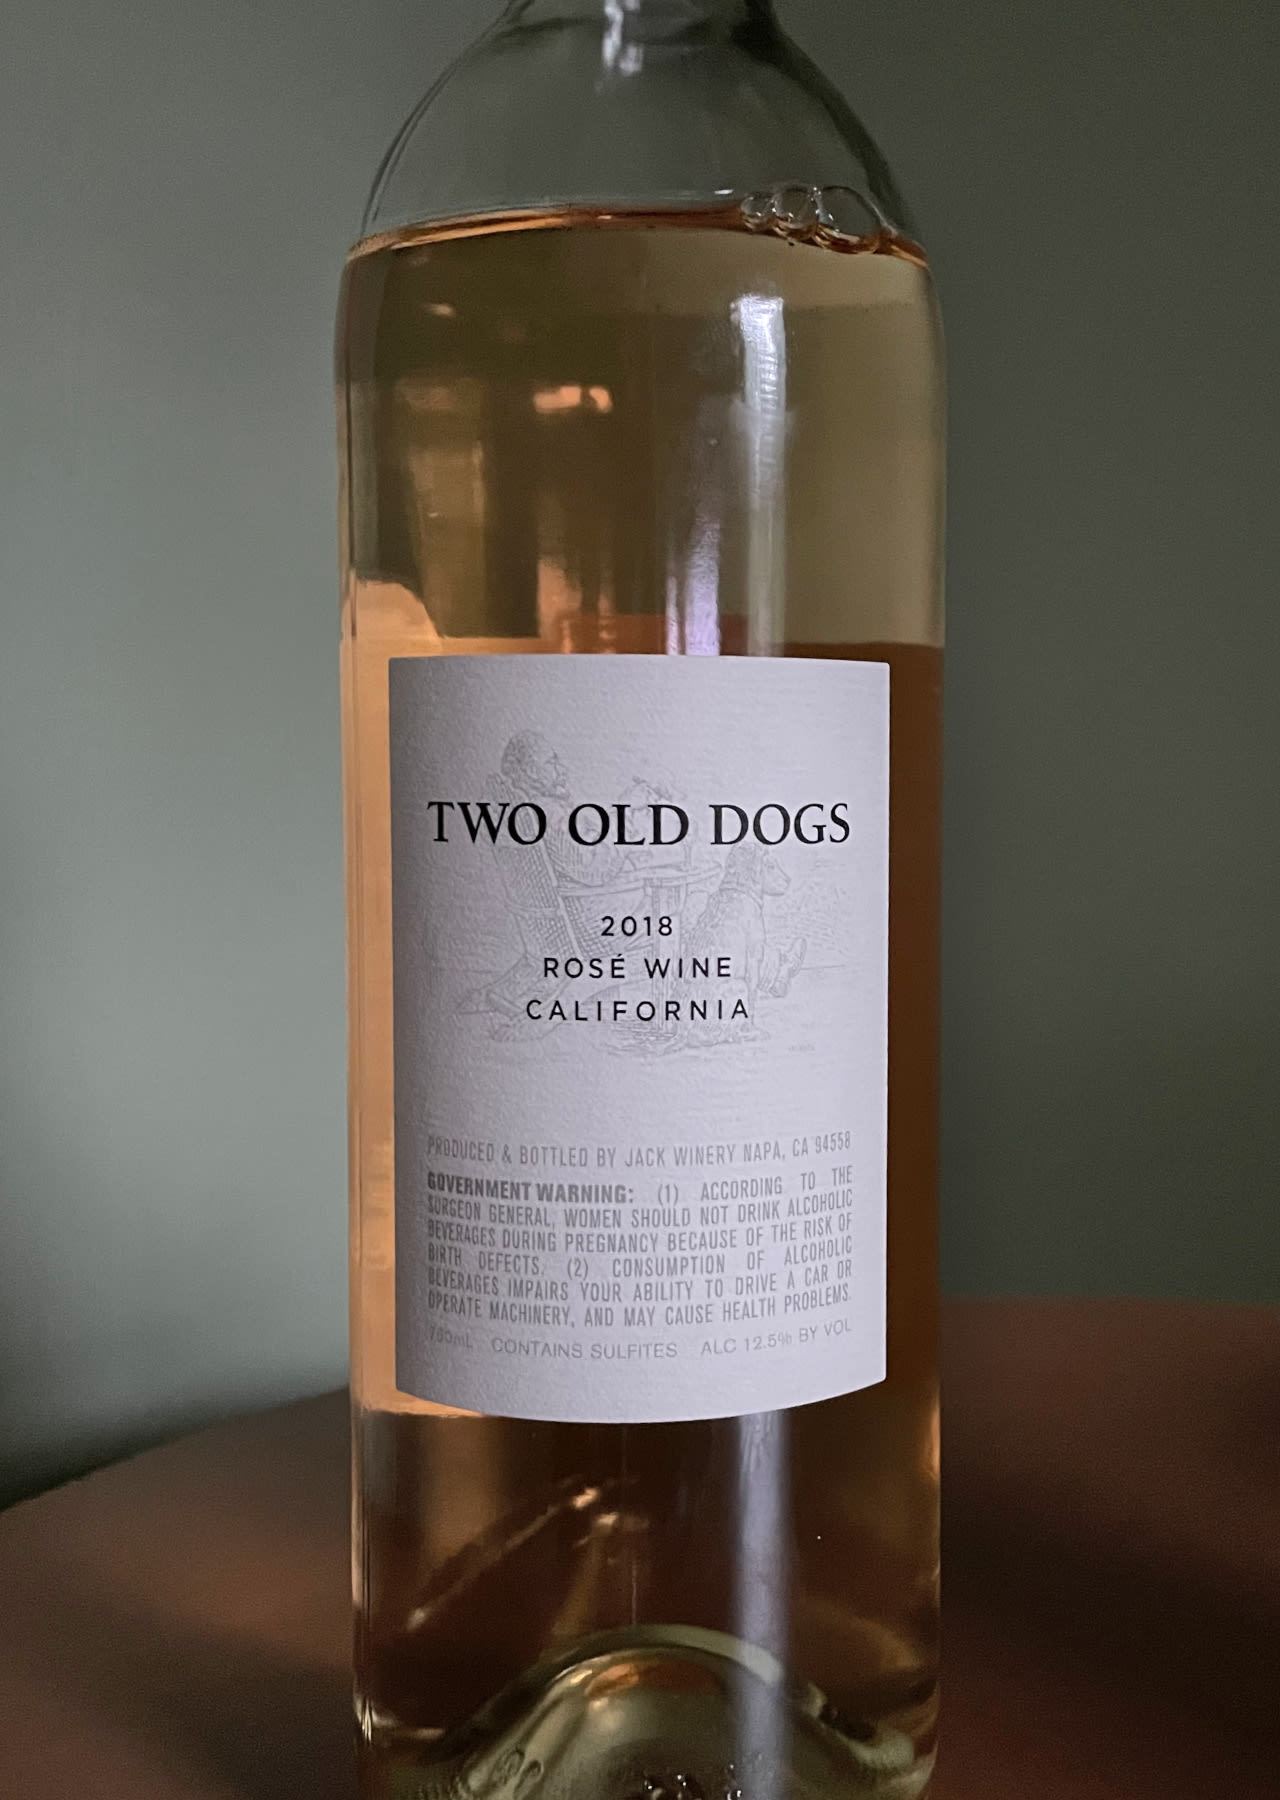 TWO OLD DOGS
2018
ROSÉ WINE
CALIFORNIA
PRODUCED & BOTTLED BY JACK WINERY NAPA, CA 94558
GOVERNMENT WARNING: (1) ACCORDING TO THE
SURGEON GENERAL, WOMEN SHOULD NOT DRINK ALCOHOLIC
BEVERAGES DURING PREGNANCY BECAUSE OF THE RISK OF
BIRTH DEFECTS. (2) CONSUMPTION OF ALCOHOLIC
BEVERAGES IMPAIRS YOUR ABILITY TO DRIVE A CAR OR
OPERATE MACHINERY, AND MAY CAUSE HEALTH PROBLEMS.
750mL CONTAINS SULFITES ALC 12.5% BY VOL